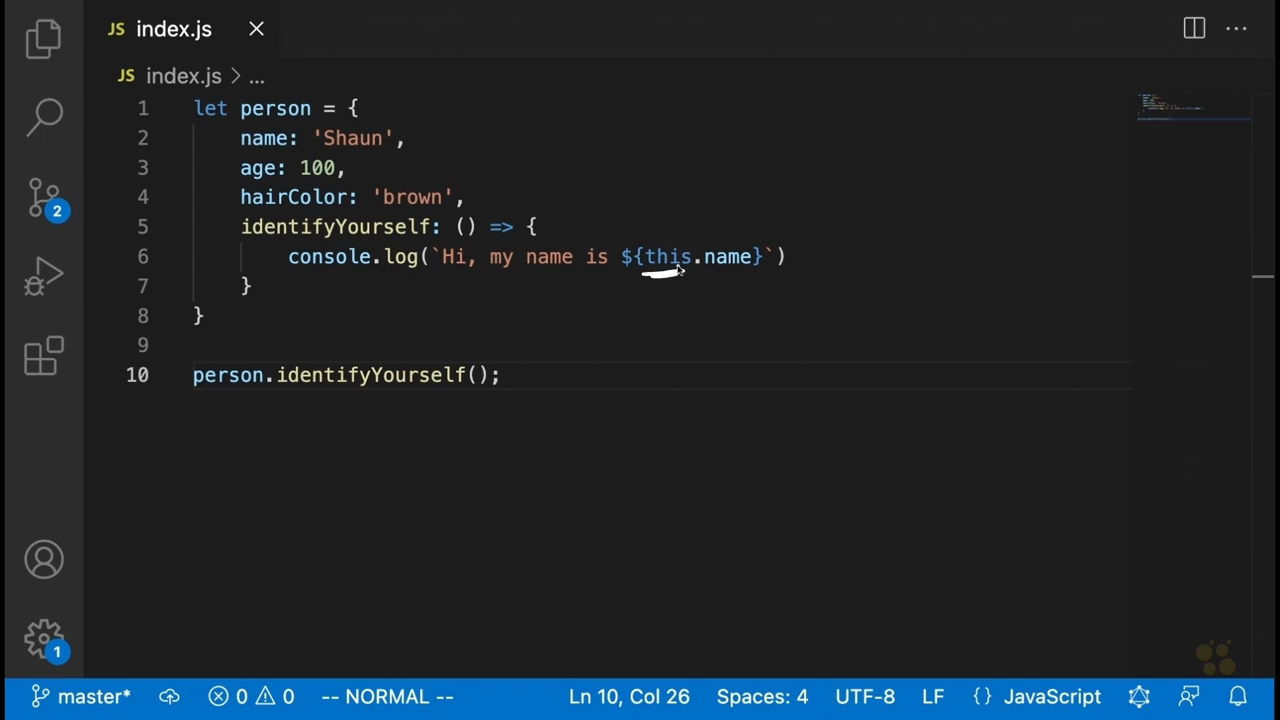 JS index.js
JS index.js > ...
1 let person = {
2 name: 'Shaun',
3 age: 100,
4 hairColor: 'brown',
5 identifyYourself: () => {
6 console.log(`Hi, my name is ${this.name}`)
7 }
8 }
9
10 person.identifyYourself();
2
1
master* 0 0 -- NORMAL -- Ln 10, Col 26 Spaces: 4 UTF-8 LF {} JavaScript